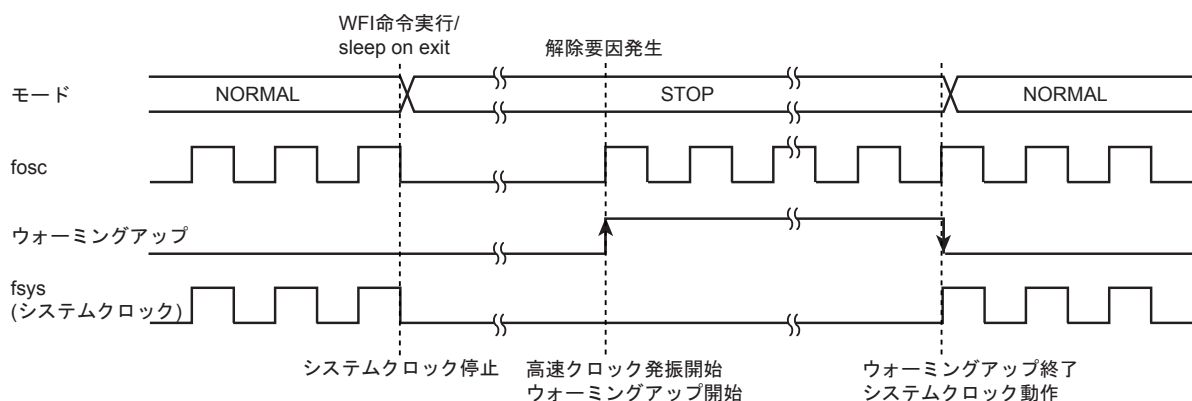 WFI命令実行/
sleep on exit
解除要因発生
モード
NORMAL
STOP
NORMAL
fosc
ウォーミングアップ
fsys
(システムクロック)
システムクロック停止
高速クロック発振開始
ウォーミングアップ開始
ウォーミングアップ終了
システムクロック動作